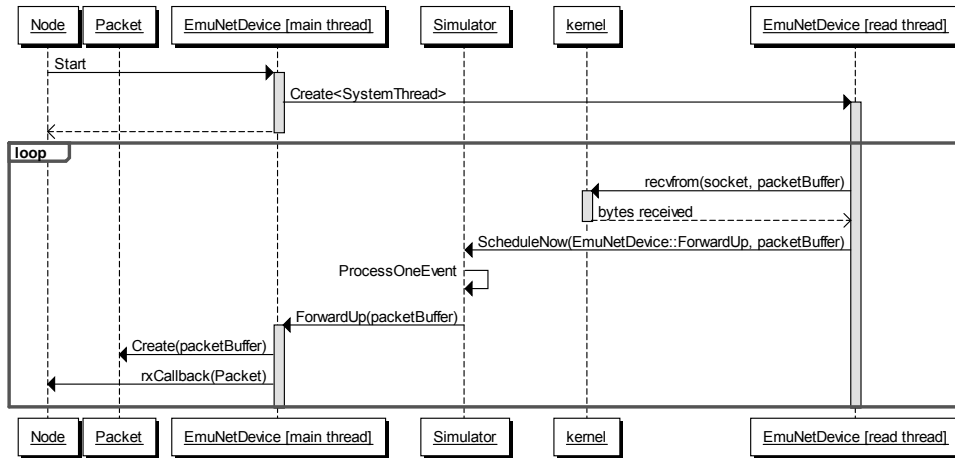 Node
Packet
EmuNetDevice [main thread]
Simulator
kernel
EmuNetDevice [read thread]
Start
Create<SystemThread>
loop
recvfrom(socket, packetBuffer)
bytes received
ScheduleNow(EmuNetDevice::ForwardUp, packetBuffer)
ProcessOneEvent
ForwardUp(packetBuffer)
Create(packetBuffer)
rxCallback(Packet)
Node
Packet
EmuNetDevice [main thread]
Simulator
kernel
EmuNetDevice [read thread]